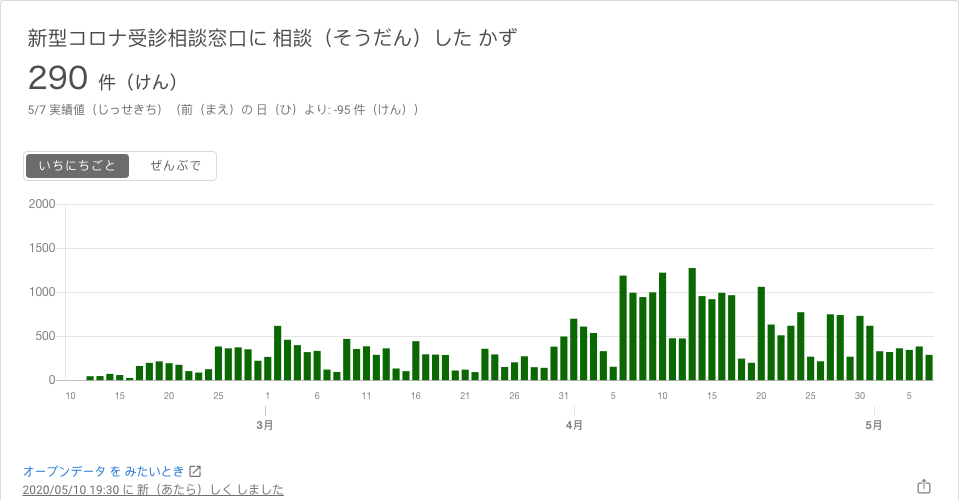 新型コロナ受診相談窓口に 相談（そうだん）した かず
290 件（けん）
5/7 実績値（じっせきち）（前（まえ）の 日（ひ）より: -95 件（けん））
いちにちごと ぜんぶで
2000
1500
1000
500
0
10 15 20 25 1 6 11 16 21 26 31 5 10 15 20 25 30 5
3月 4月 5月
オープンデータ を みたいとき
2020/05/10 19:30 に 新（あたら）しく しました